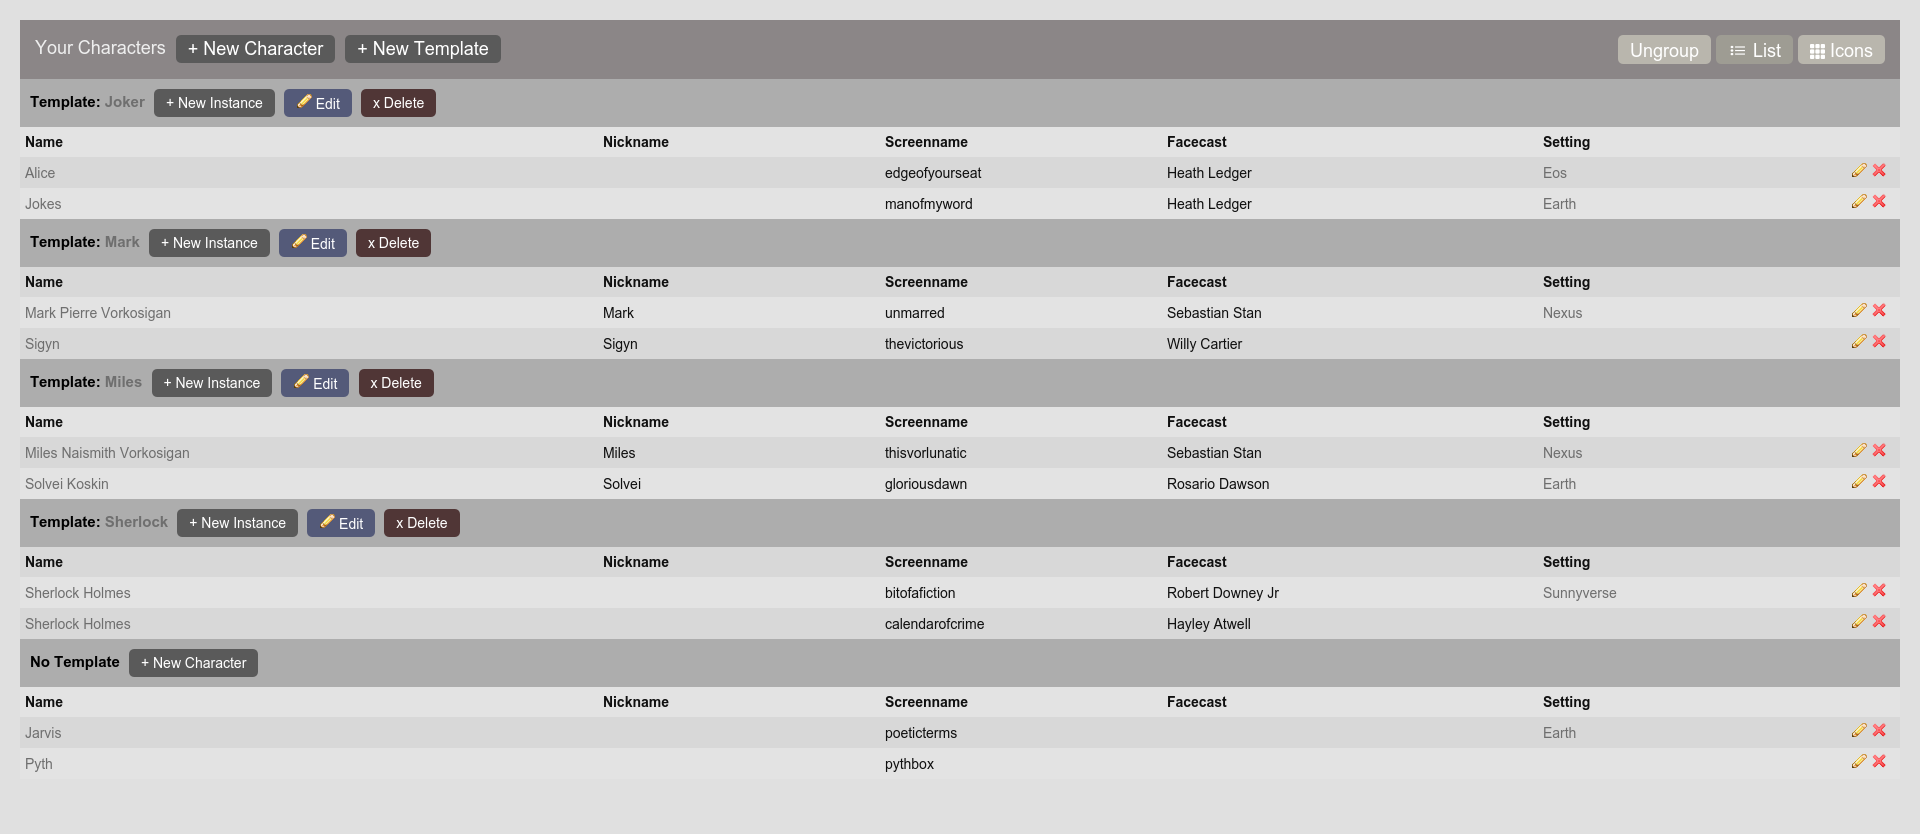 Your Characters + New Character + New Template Ungroup List Icons
Template: Joker + New Instance Edit x Delete
Name Nickname Screenname Facecast Setting
Alice edgeofyourseat Heath Ledger Eos
Jokes manofmyword Heath Ledger Earth
Template: Mark + New Instance Edit x Delete
Name Nickname Screenname Facecast Setting
Mark Pierre Vorkosigan Mark unmarred Sebastian Stan Nexus
Sigyn Sigyn thevictorious Willy Cartier
Template: Miles + New Instance Edit x Delete
Name Nickname Screenname Facecast Setting
Miles Naismith Vorkosigan Miles thisvorlunatic Sebastian Stan Nexus
Solvei Koskin Solvei gloriousdawn Rosario Dawson Earth
Template: Sherlock + New Instance Edit x Delete
Name Nickname Screenname Facecast Setting
Sherlock Holmes bitofafiction Robert Downey Jr Sunnyverse
Sherlock Holmes calendarofcrime Hayley Atwell
No Template + New Character
Name Nickname Screenname Facecast Setting
Jarvis poeticterms Earth
Pyth pythbox